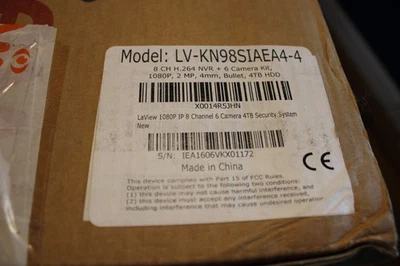 Model: LV-KN98SIAEA4-4
8 CH H.264 NVR + 6 Camera Kit,
1080P, 2 MP, 4mm, Bullet, 4TB HDD
X0014R5JHN
LaView 1080P IP 8 Channel 6 Camera 4TB Security System
New
S/N: IEA1606VKX01172
Made in China
CE
This device complies with Part 15 of FCC Rules.
Operation is subject to the following two conditions:
(1) this device may not cause harmful interference, and
(2) this device must accept any interference received,
including interference that may cause undesired operation